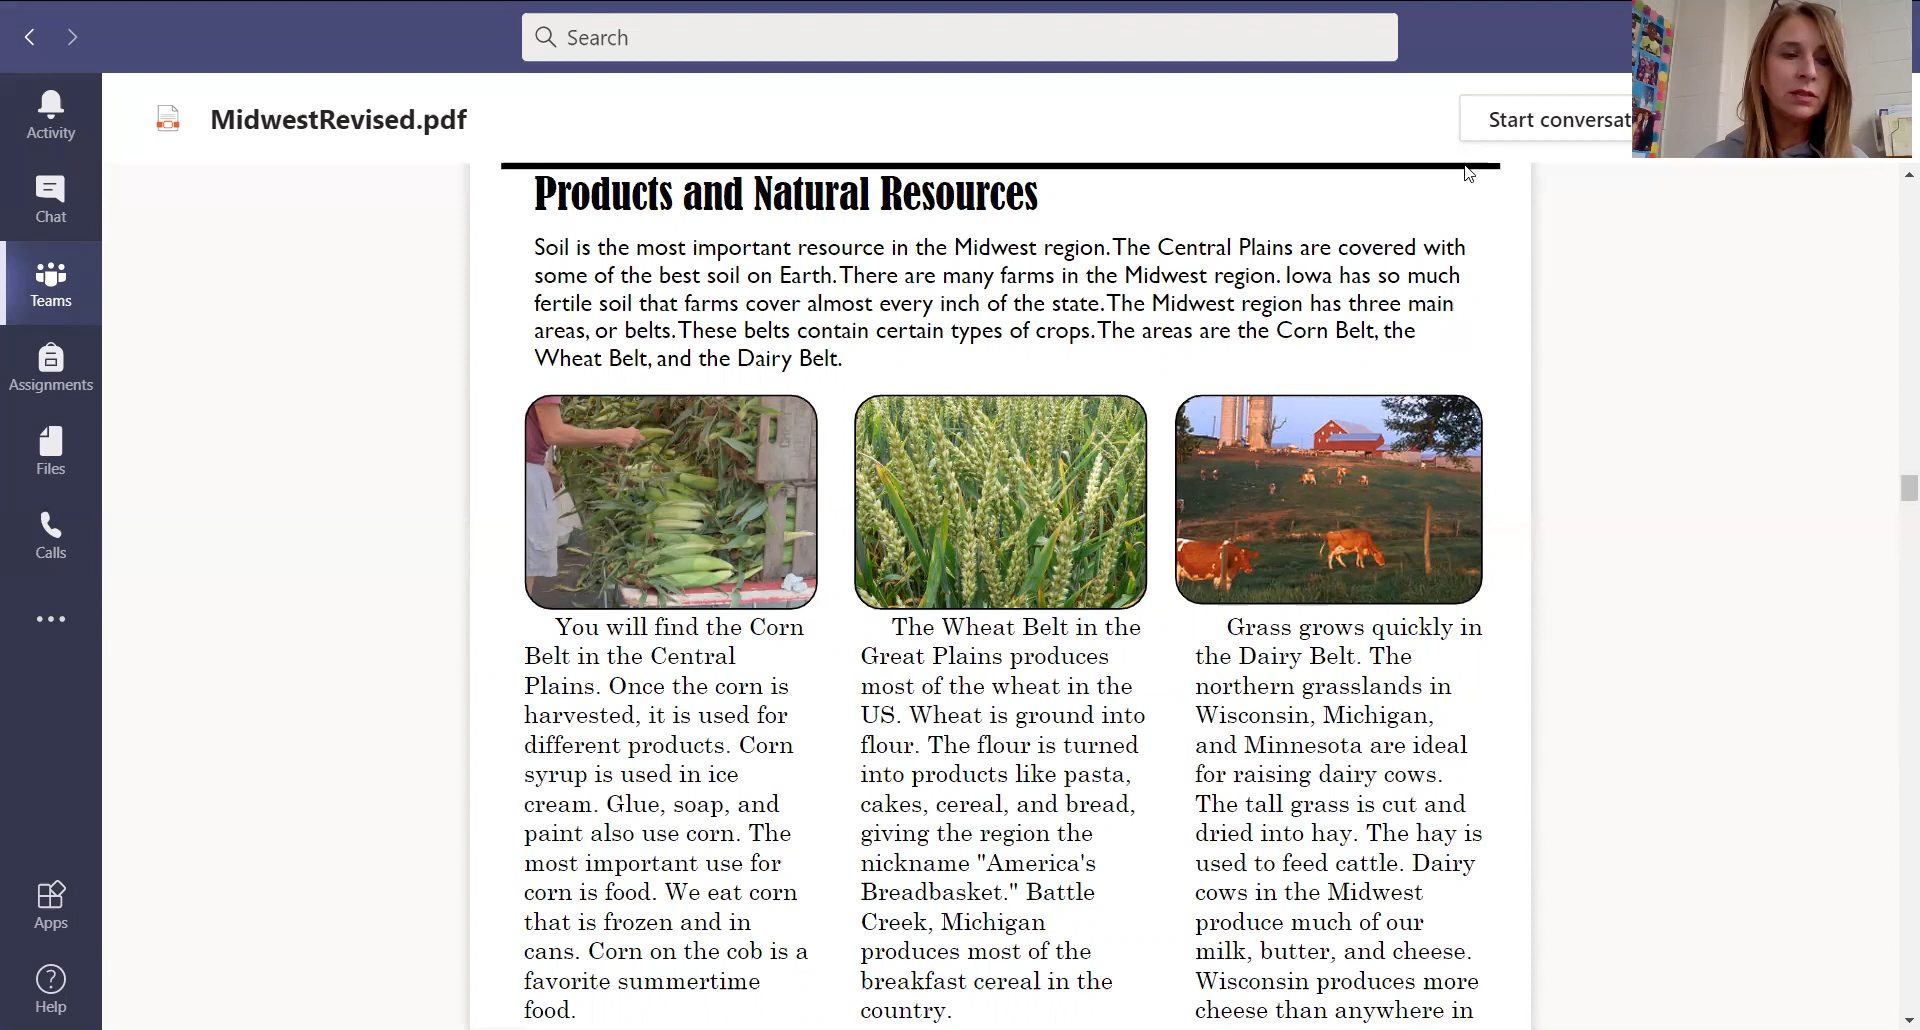 Search
Activity
Chat
Teams
Assignments
Files
Calls
Apps
Help
MidwestRevised.pdf
Start conversat
Products and Natural Resources
Soil is the most important resource in the Midwest region. The Central Plains are covered with
some of the best soil on Earth. There are many farms in the Midwest region. Iowa has so much
fertile soil that farms cover almost every inch of the state. The Midwest region has three main
areas, or belts. These belts contain certain types of crops. The areas are the Corn Belt, the
Wheat Belt, and the Dairy Belt.
You will find the Corn
Belt in the Central
Plains. Once the corn is
harvested, it is used for
different products. Corn
syrup is used in ice
cream. Glue, soap, and
paint also use corn. The
most important use for
corn is food. We eat corn
that is frozen and in
cans. Corn on the cob is a
favorite summertime
food.
The Wheat Belt in the
Great Plains produces
most of the wheat in the
US. Wheat is ground into
flour. The flour is turned
into products like pasta,
cakes, cereal, and bread,
giving the region the
nickname "America's
Breadbasket." Battle
Creek, Michigan
produces most of the
breakfast cereal in the
country.
Grass grows quickly in
the Dairy Belt. The
northern grasslands in
Wisconsin, Michigan,
and Minnesota are ideal
for raising dairy cows.
The tall grass is cut and
dried into hay. The hay is
used to feed cattle. Dairy
cows in the Midwest
produce much of our
milk, butter, and cheese.
Wisconsin produces more
cheese than anywhere in